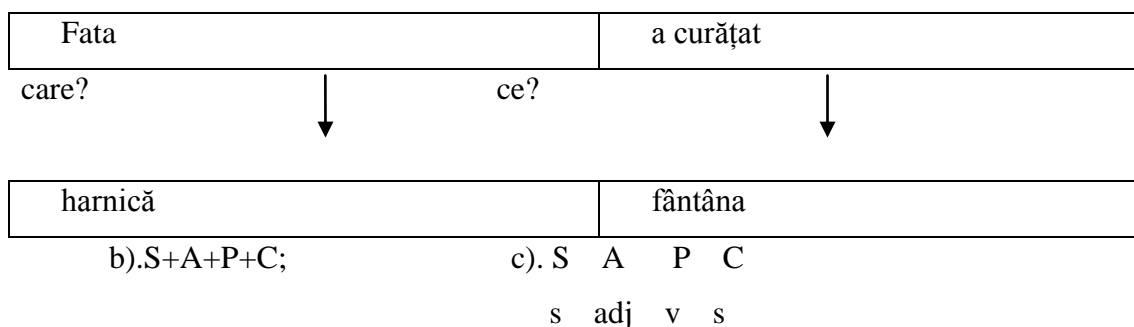 Fata a curățat
care? ce?
harnică fântâna
b).S+A+P+C; c). S A P C
s adj v s